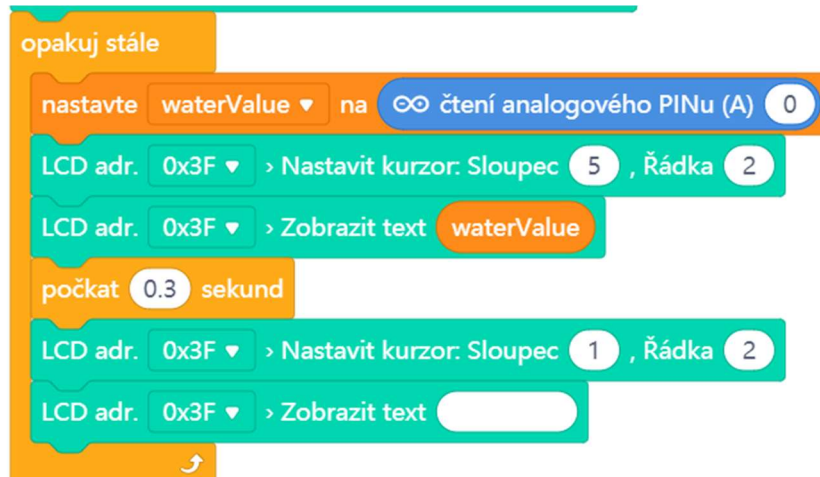 opakuj stále
nastavte waterValue na čtení analogového PINu (A) 0
LCD adr. 0x3F › Nastavit kurzor: Sloupec 5 , Řádka 2
LCD adr. 0x3F › Zobrazit text waterValue
počkat 0.3 sekund
LCD adr. 0x3F › Nastavit kurzor: Sloupec 1 , Řádka 2
LCD adr. 0x3F › Zobrazit text